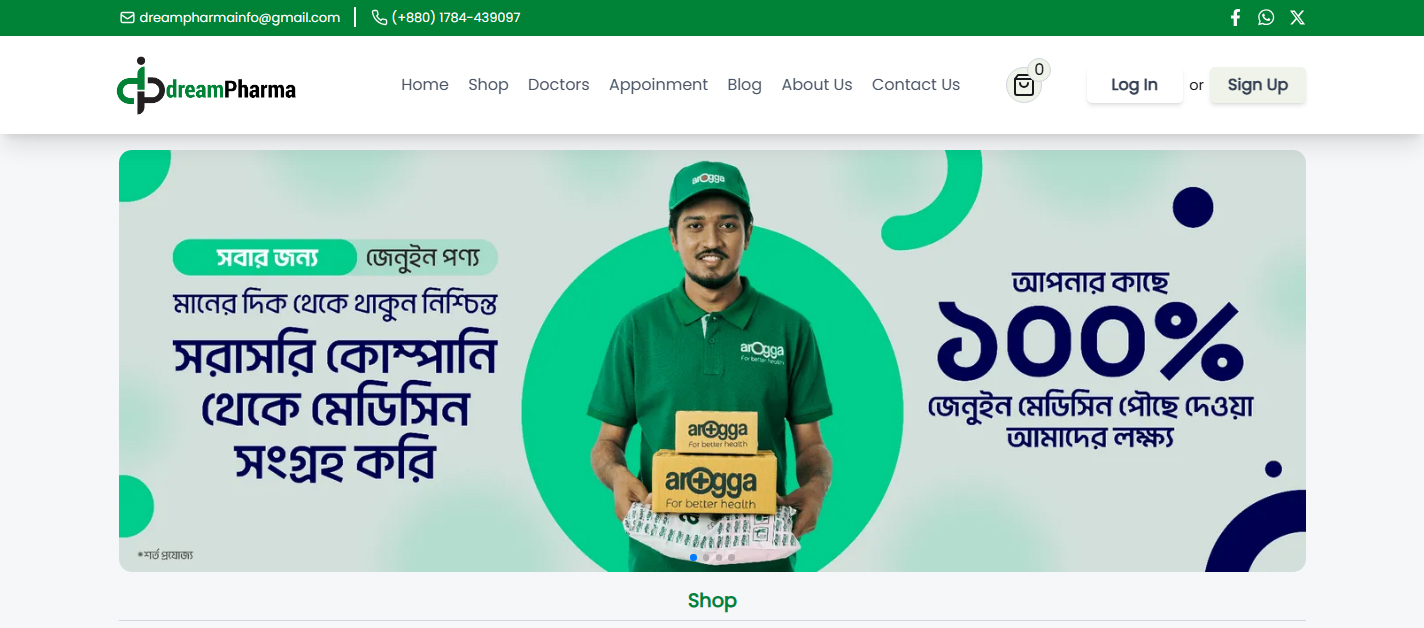 dreampharmainfo@gmail.com
(+880) 1784-439097
dreamPharma
Home
Shop
Doctors
Appoinment
Blog
About Us
Contact Us
0
Log In
or
Sign Up
সবার জন্য
জেনুইন পণ্য
মানের দিক থেকে থাকুন নিশ্চিন্ত
সরাসরি কোম্পানি
থেকে মেডিসিন
সংগ্রহ করি
*শর্ত প্রযোজ্য
arogga
arogga
For better health
arogga
For better health
arogga
For better health
আপনার কাছে
১০০%
জেনুইন মেডিসিন পৌছে দেওয়া
আমাদের লক্ষ্য
Shop